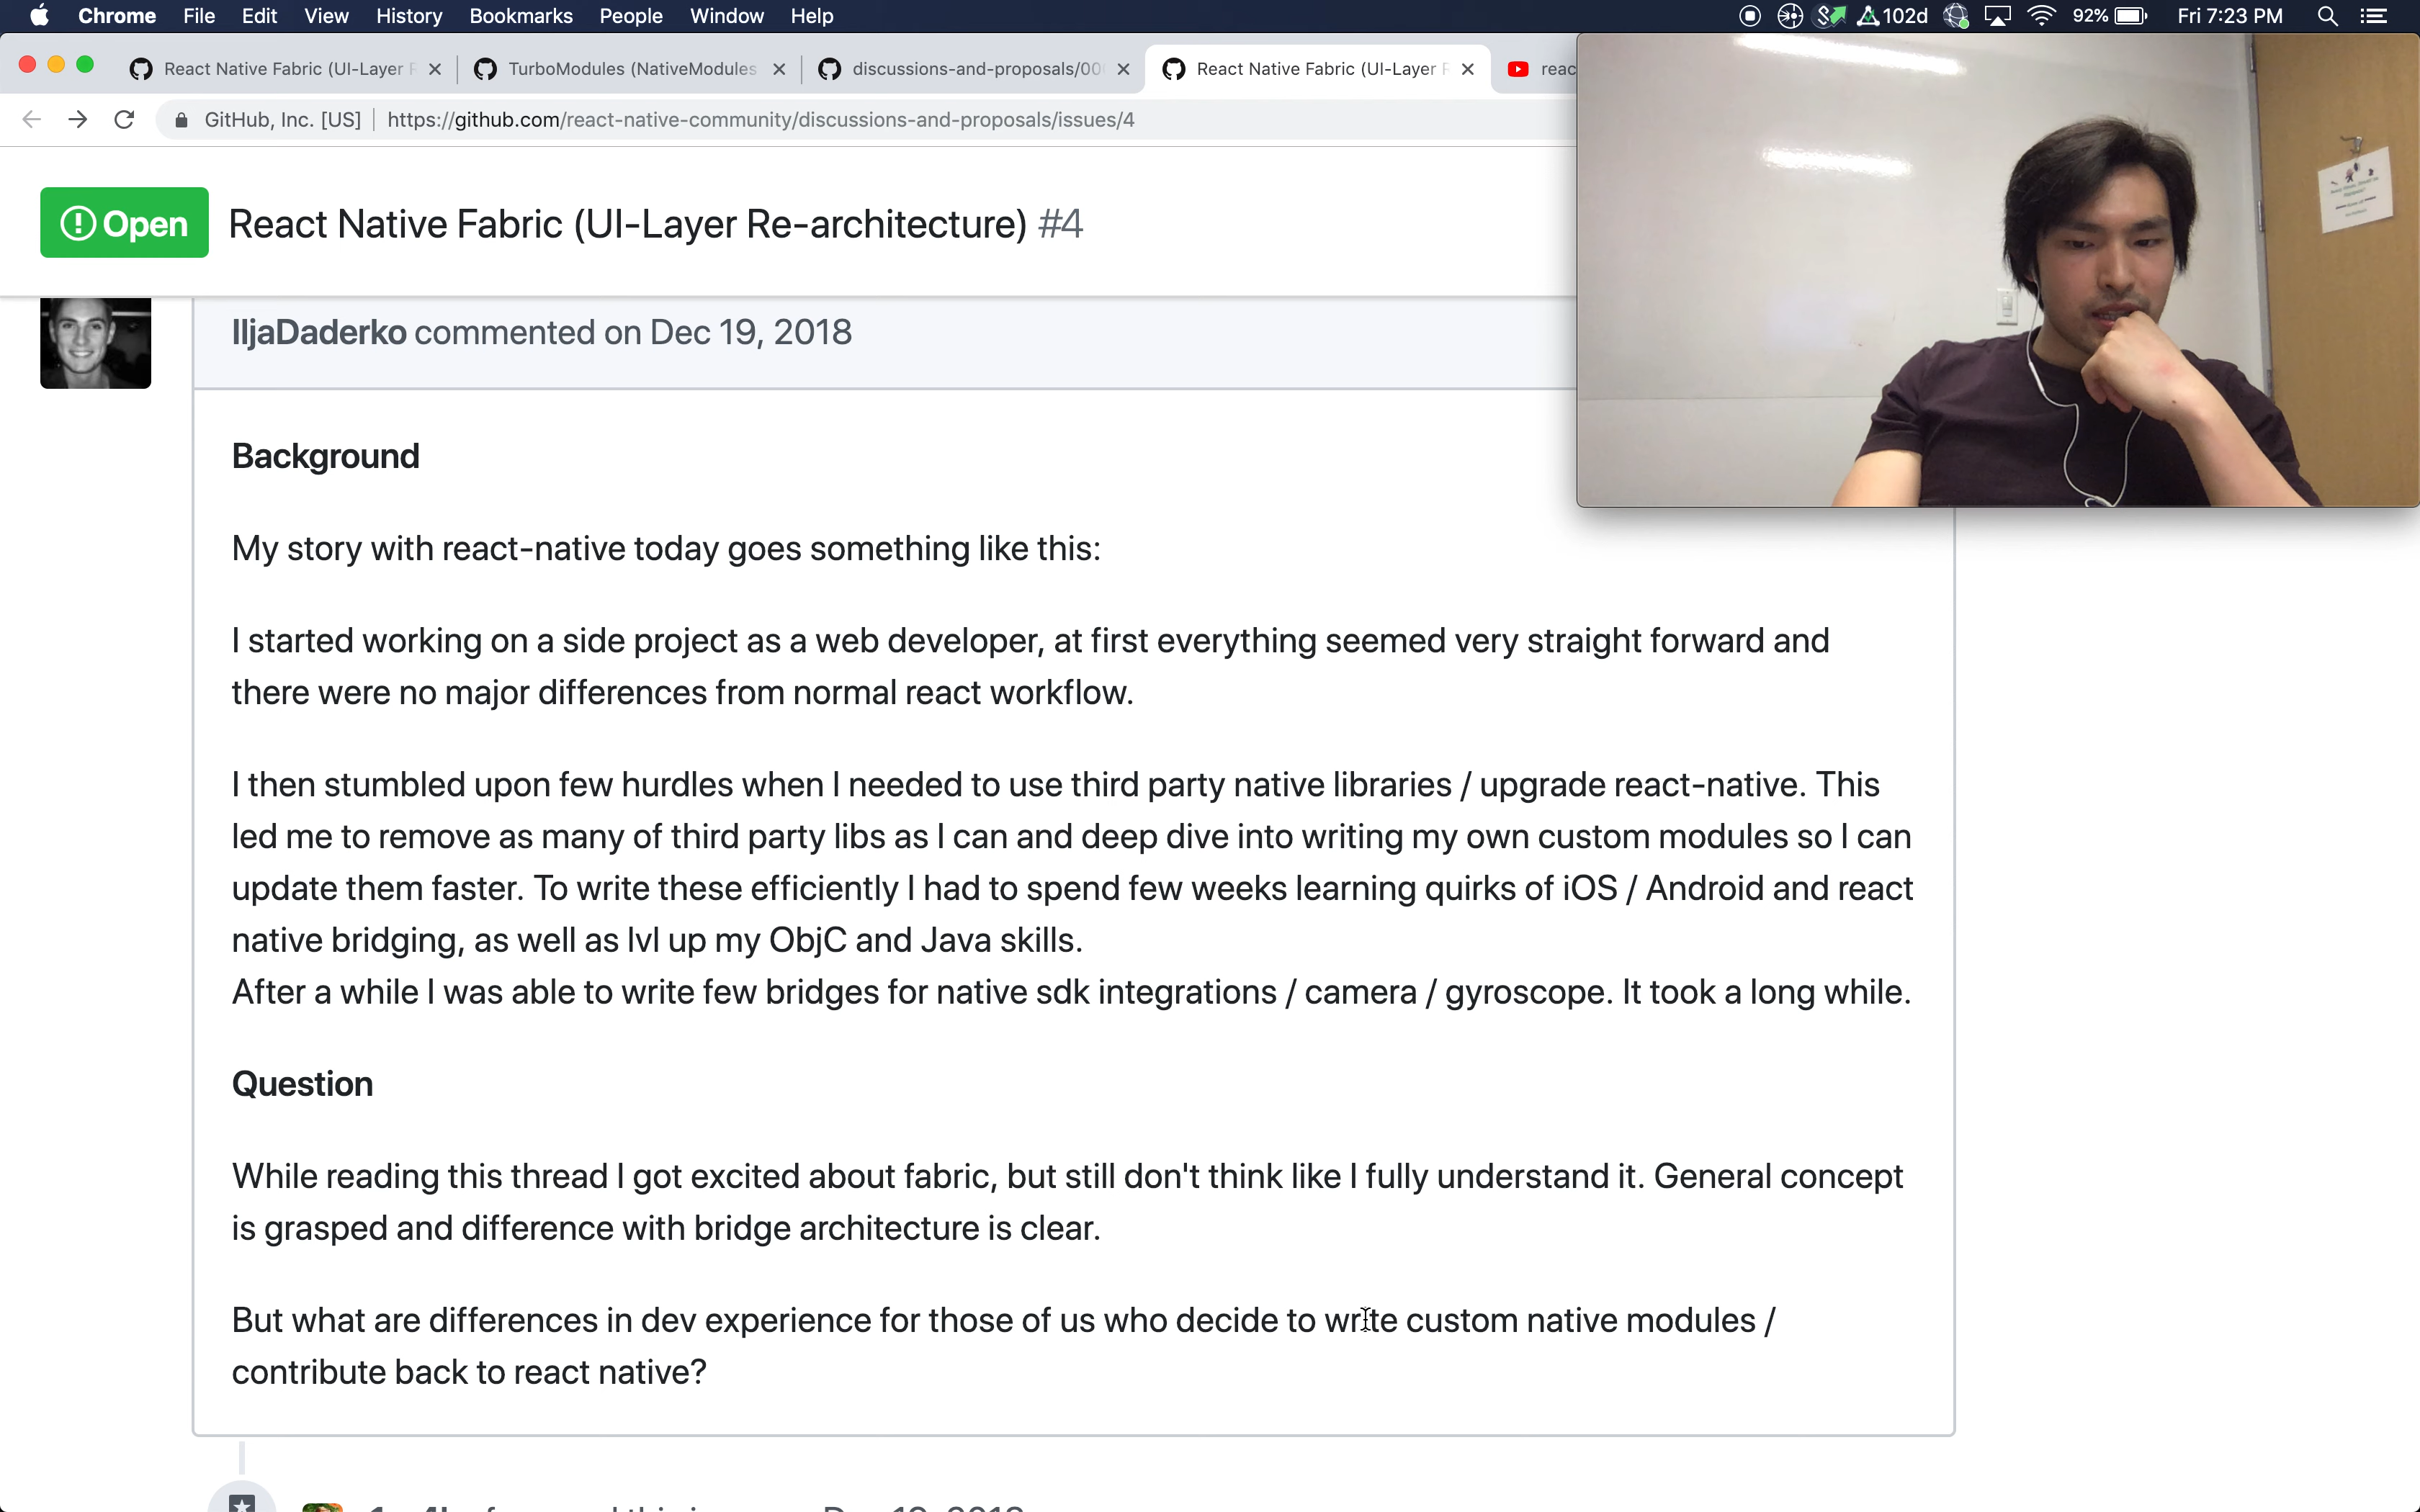 Chrome File Edit View History Bookmarks People Window Help 102d 92% Fri 7:23 PM
React Native Fabric (UI-Layer TurboModules (NativeModules discussions-and-proposals/00 React Native Fabric (UI-Layer reac
GitHub, Inc. [US] https://github.com/react-native-community/discussions-and-proposals/issues/4
Open React Native Fabric (UI-Layer Re-architecture) #4
IljaDaderko commented on Dec 19, 2018
Background
My story with react-native today goes something like this:
I started working on a side project as a web developer, at first everything seemed very straight forward and
there were no major differences from normal react workflow.
I then stumbled upon few hurdles when I needed to use third party native libraries / upgrade react-native. This
led me to remove as many of third party libs as I can and deep dive into writing my own custom modules so I can
update them faster. To write these efficiently I had to spend few weeks learning quirks of iOS / Android and react
native bridging, as well as lvl up my ObjC and Java skills.
After a while I was able to write few bridges for native sdk integrations / camera / gyroscope. It took a long while.
Question
While reading this thread I got excited about fabric, but still don't think like I fully understand it. General concept
is grasped and difference with bridge architecture is clear.
But what are differences in dev experience for those of us who decide to write custom native modules /
contribute back to react native?